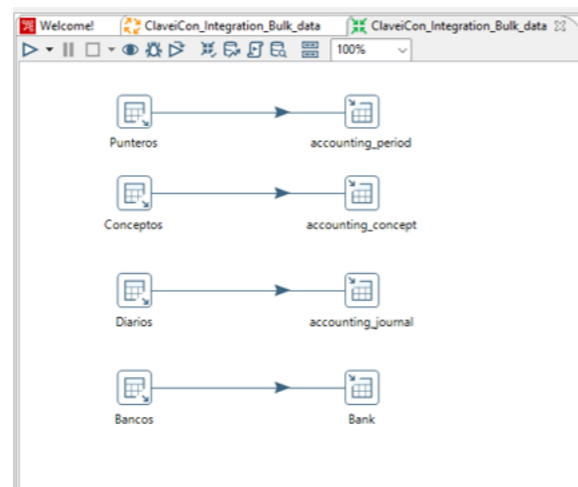 Welcome! ClaveiCon_Integration_Bulk_data ClaveiCon_Integration_Bulk_data
100%
Punteros accounting_period
Conceptos accounting_concept
Diarios accounting_journal
Bancos Bank